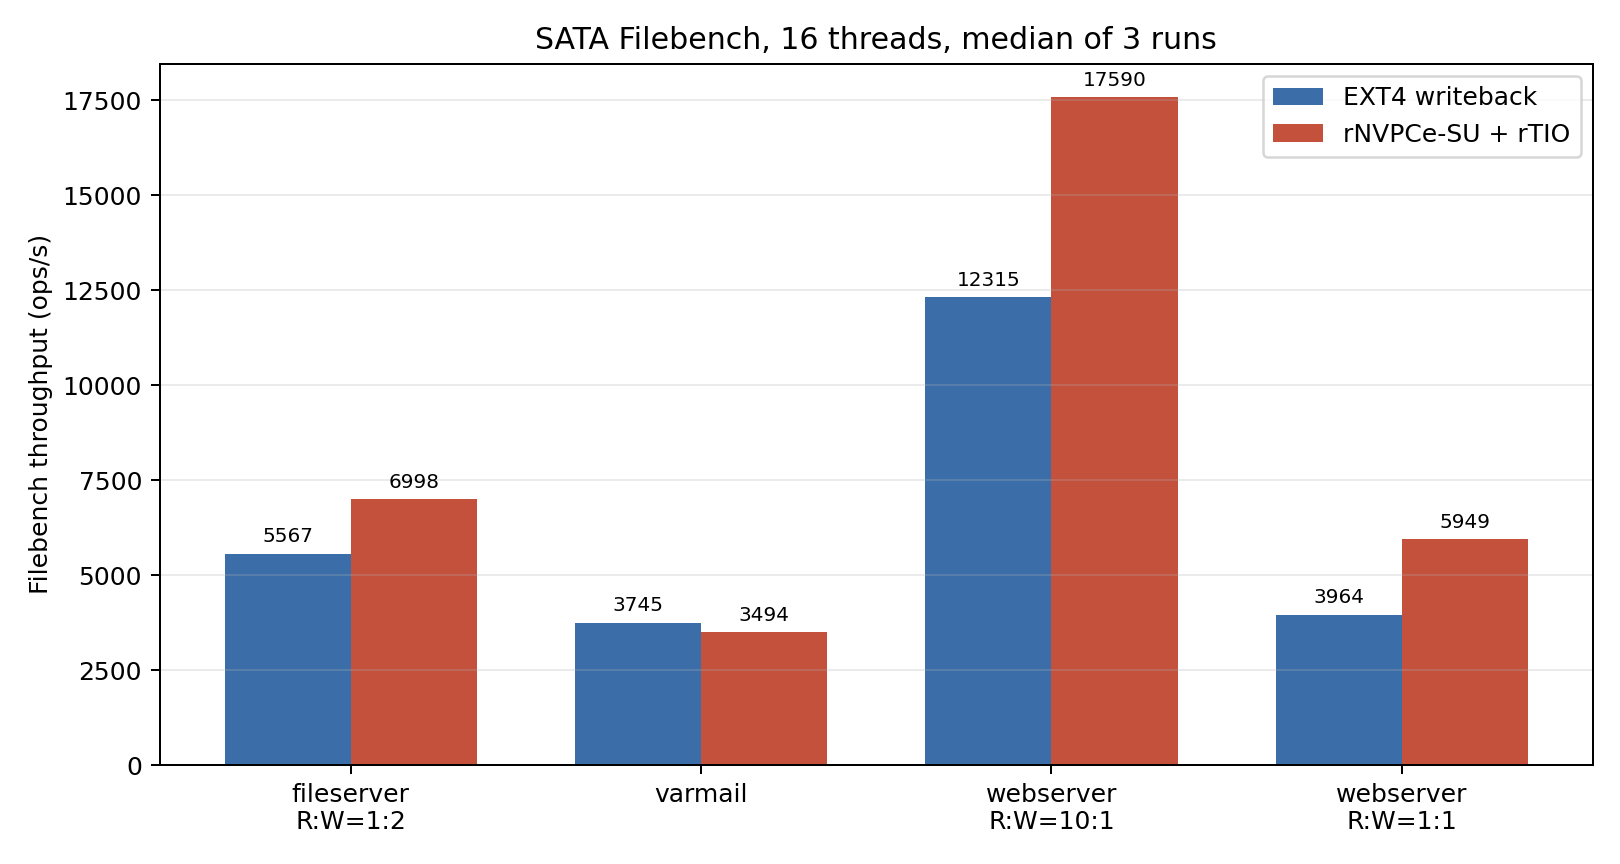 SATA Filebench, 16 threads, median of 3 runs
Filebench throughput (ops/s)
17500
15000
12500
10000
7500
5000
2500
0
EXT4 writeback
rNVPCe-SU + rTIO
5567
6998
3745
3494
12315
17590
3964
5949
fileserver
R:W=1:2
varmail
webserver
R:W=10:1
webserver
R:W=1:1